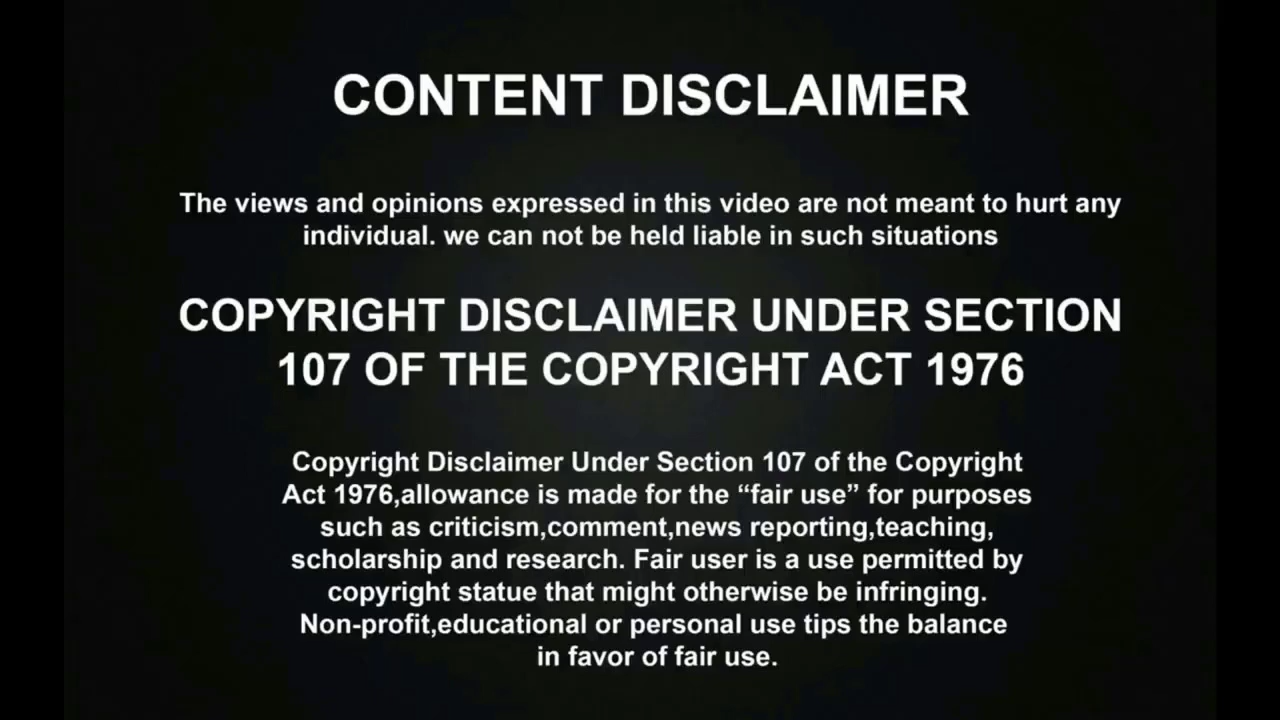 CONTENT DISCLAIMER
The views and opinions expressed in this video are not meant to hurt any
individual. we can not be held liable in such situations
COPYRIGHT DISCLAIMER UNDER SECTION
107 OF THE COPYRIGHT ACT 1976
Copyright Disclaimer Under Section 107 of the Copyright
Act 1976,allowance is made for the “fair use” for purposes
such as criticism,comment,news reporting,teaching,
scholarship and research. Fair user is a use permitted by
copyright statue that might otherwise be infringing.
Non-profit,educational or personal use tips the balance
in favor of fair use.